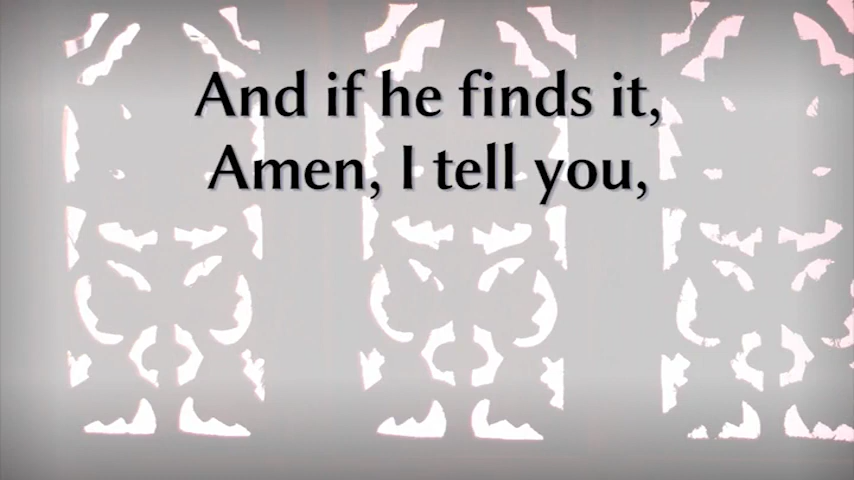 And if he finds it,
Amen, I tell you,